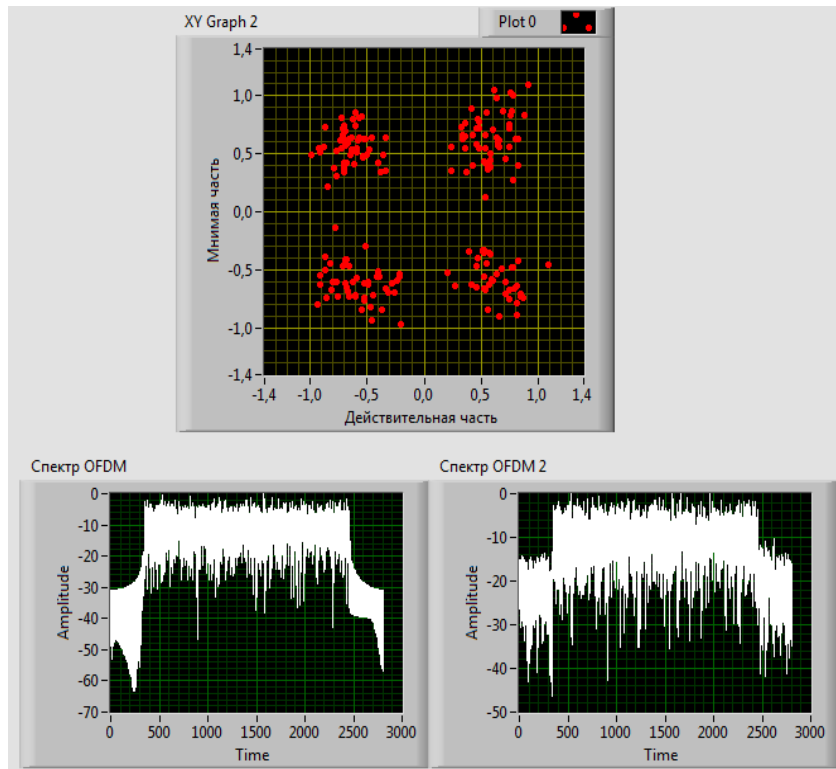 XY Graph 2
Plot 0
Мнимая часть
1,4
1,0
0,5
0,0
-0,5
-1,0
-1,4
-1,4 -1,0 -0,5 0,0 0,5 1,0 1,4
Действительная часть
Спектр OFDM
Amplitude
0
-10
-20
-30
-40
-50
-60
-70
0 500 1000 1500 2000 2500 3000
Time
Спектр OFDM 2
Amplitude
0
-10
-20
-30
-40
-50
0 500 1000 1500 2000 2500 3000
Time